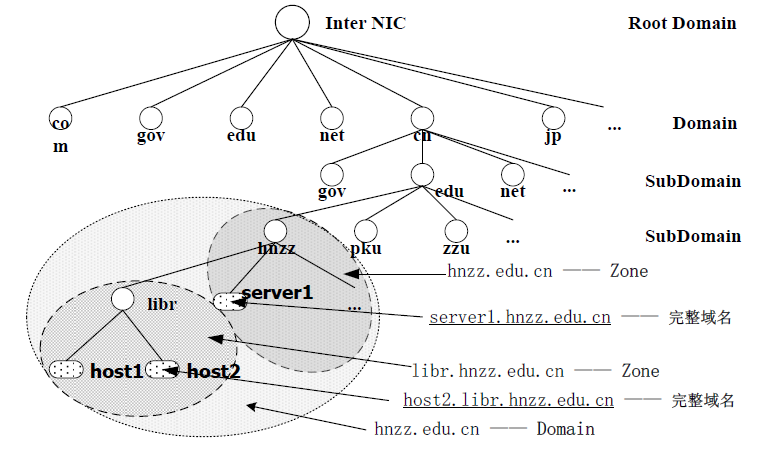 Inter NIC
Root Domain
co
m
gov
edu
net
cn
jp
...
Domain
gov
edu
net
...
SubDomain
hnzz
pku
zzu
...
SubDomain
hnzz.edu.cn —— Zone
libr
server1
...
server1.hnzz.edu.cn —— 完整域名
host1
host2
libr.hnzz.edu.cn —— Zone
host2.libr.hnzz.edu.cn —— 完整域名
hnzz.edu.cn —— Domain